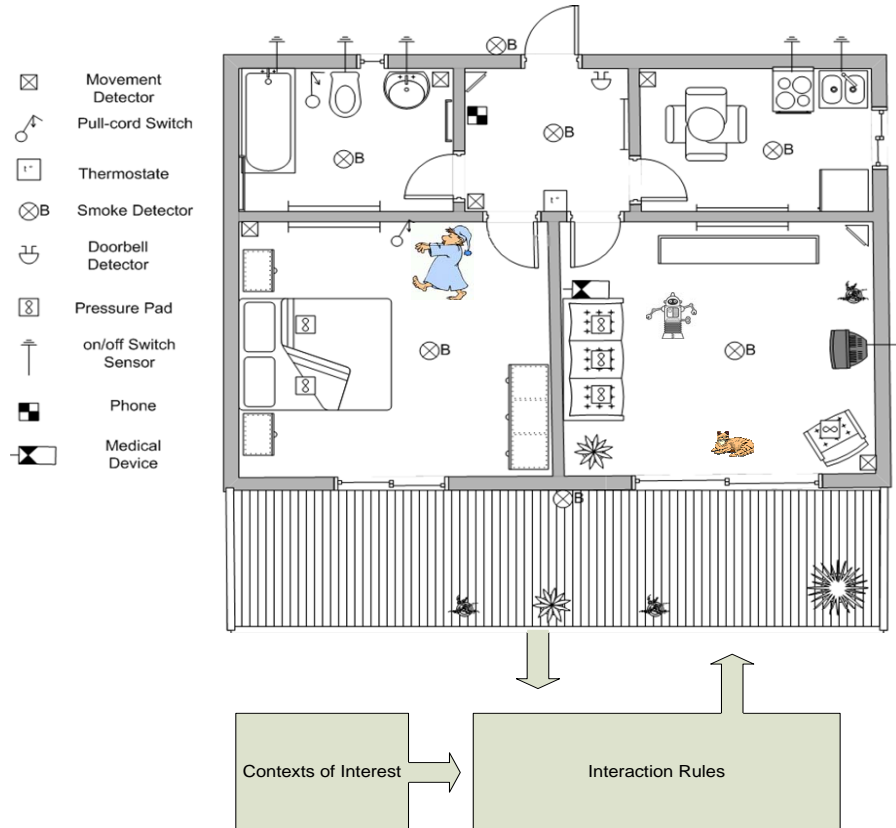 Movement
Detector
Pull-cord Switch
t°
Thermostate
B
Smoke Detector
Doorbell
Detector
Pressure Pad
on/off Switch
Sensor
Phone
Medical
Device
B
B
B
B
t°
B
B
B
Contexts of Interest
Interaction Rules